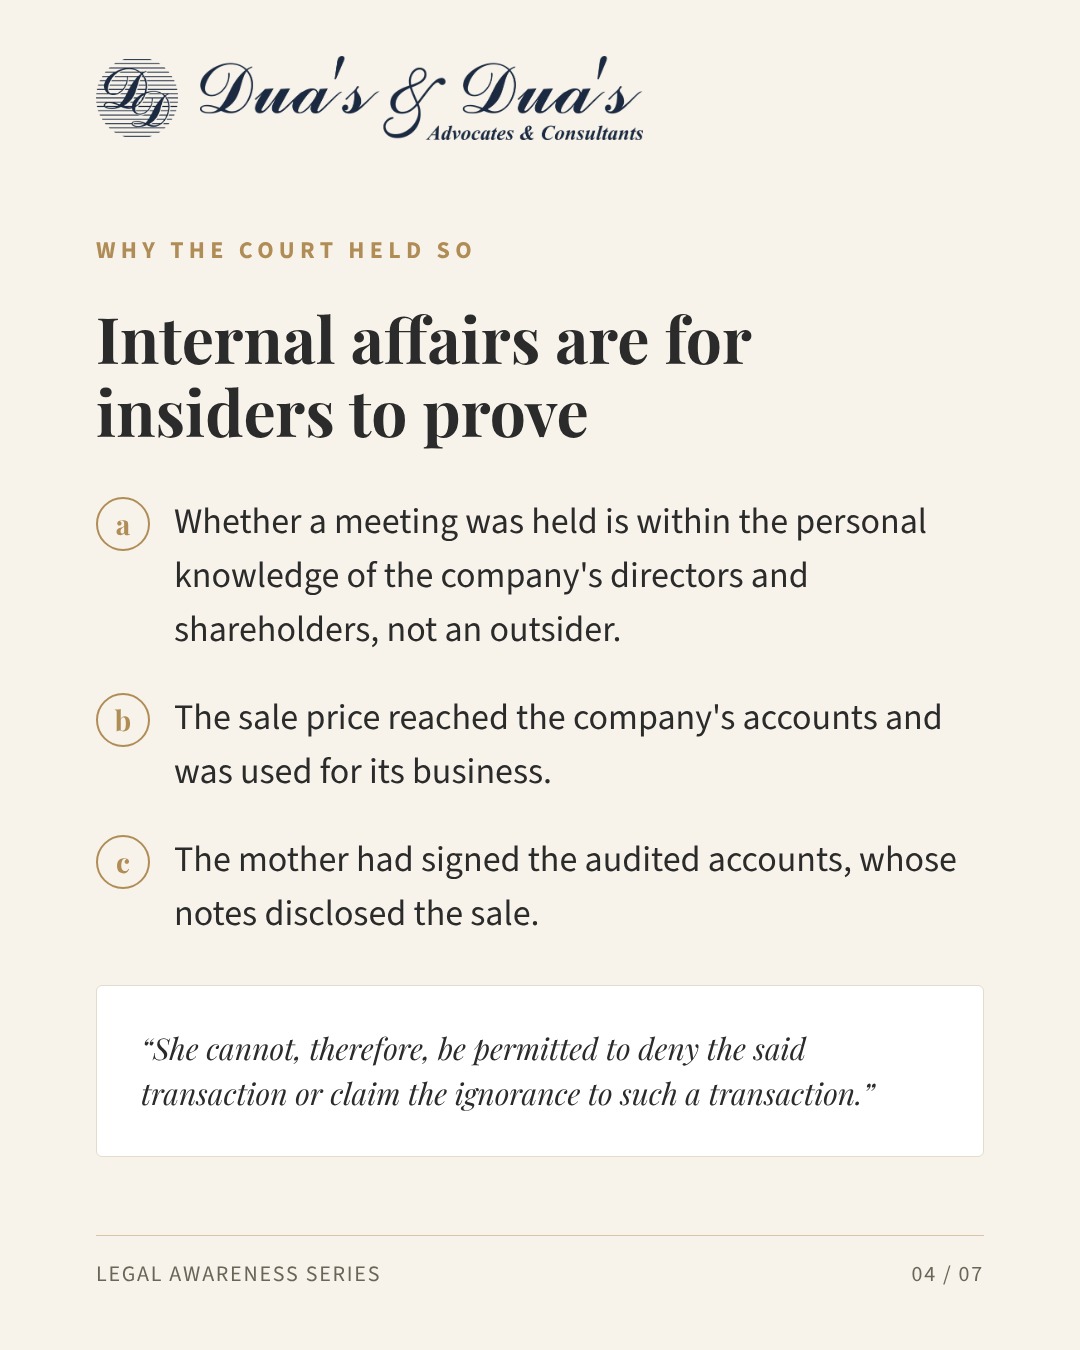 DD Dua's & Dua's
Advocates & Consultants
WHY THE COURT HELD SO
Internal affairs are for
insiders to prove
a Whether a meeting was held is within the personal
knowledge of the company's directors and
shareholders, not an outsider.
b The sale price reached the company's accounts and
was used for its business.
c The mother had signed the audited accounts, whose
notes disclosed the sale.
“She cannot, therefore, be permitted to deny the said
transaction or claim the ignorance to such a transaction.”
LEGAL AWARENESS SERIES 04 / 07